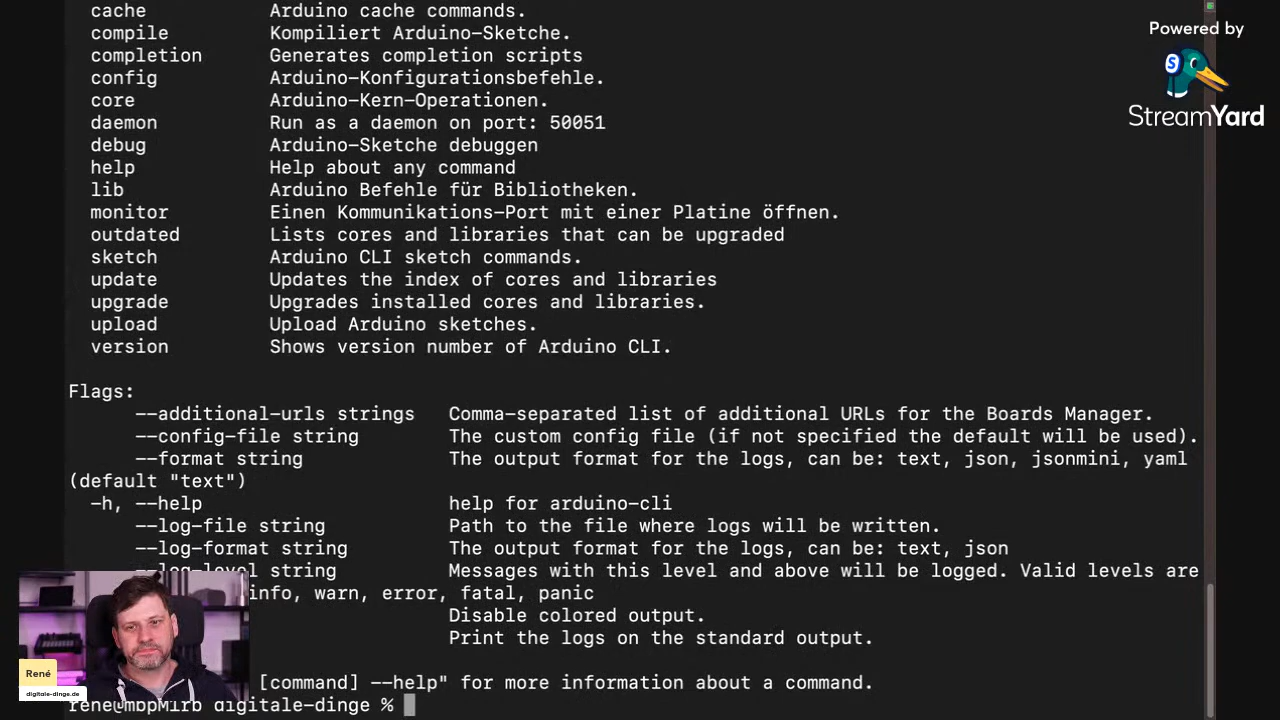 cache Arduino cache commands.
compile Kompiliert Arduino-Sketche.
completion Generates completion scripts
config Arduino-Konfigurationsbefehle.
core Arduino-Kern-Operationen.
daemon Run as a daemon on port: 50051
debug Arduino-Sketche debuggen
help Help about any command
lib Arduino Befehle für Bibliotheken.
monitor Einen Kommunikations-Port mit einer Platine öffnen.
outdated Lists cores and libraries that can be upgraded
sketch Arduino CLI sketch commands.
update Updates the index of cores and libraries
upgrade Upgrades installed cores and libraries.
upload Upload Arduino sketches.
version Shows version number of Arduino CLI.
Flags:
--additional-urls strings Comma-separated list of additional URLs for the Boards Manager.
--config-file string The custom config file (if not specified the default will be used).
--format string The output format for the logs, can be: text, json, jsonmini, yaml
(default "text")
-h, --help help for arduino-cli
--log-file string Path to the file where logs will be written.
--log-format string The output format for the logs, can be: text, json
--log-level string Messages with this level and above will be logged. Valid levels are
info, warn, error, fatal, panic
Disable colored output.
Print the logs on the standard output.
[command] --help" for more information about a command.
rene@mbpMirb digitale-dinge %
Powered by
S
StreamYard
René
digitale-dinge.de